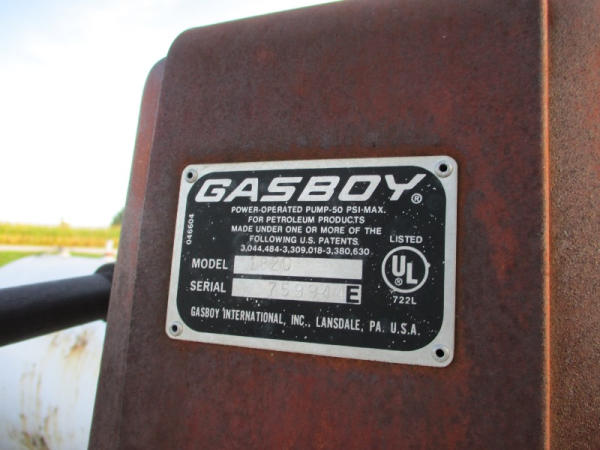 GASBOY®
POWER-OPERATED PUMP-50 PSI-MAX.
FOR PETROLEUM PRODUCTS
MADE UNDER ONE OR MORE OF THE
FOLLOWING U.S. PATENTS
3,044,484-3,309,018-3,380,630
MODEL 1820
SERIAL E
LISTED
UL
®
722L
GASBOY INTERNATIONAL, INC., LANSDALE, PA. U.S.A.
046604